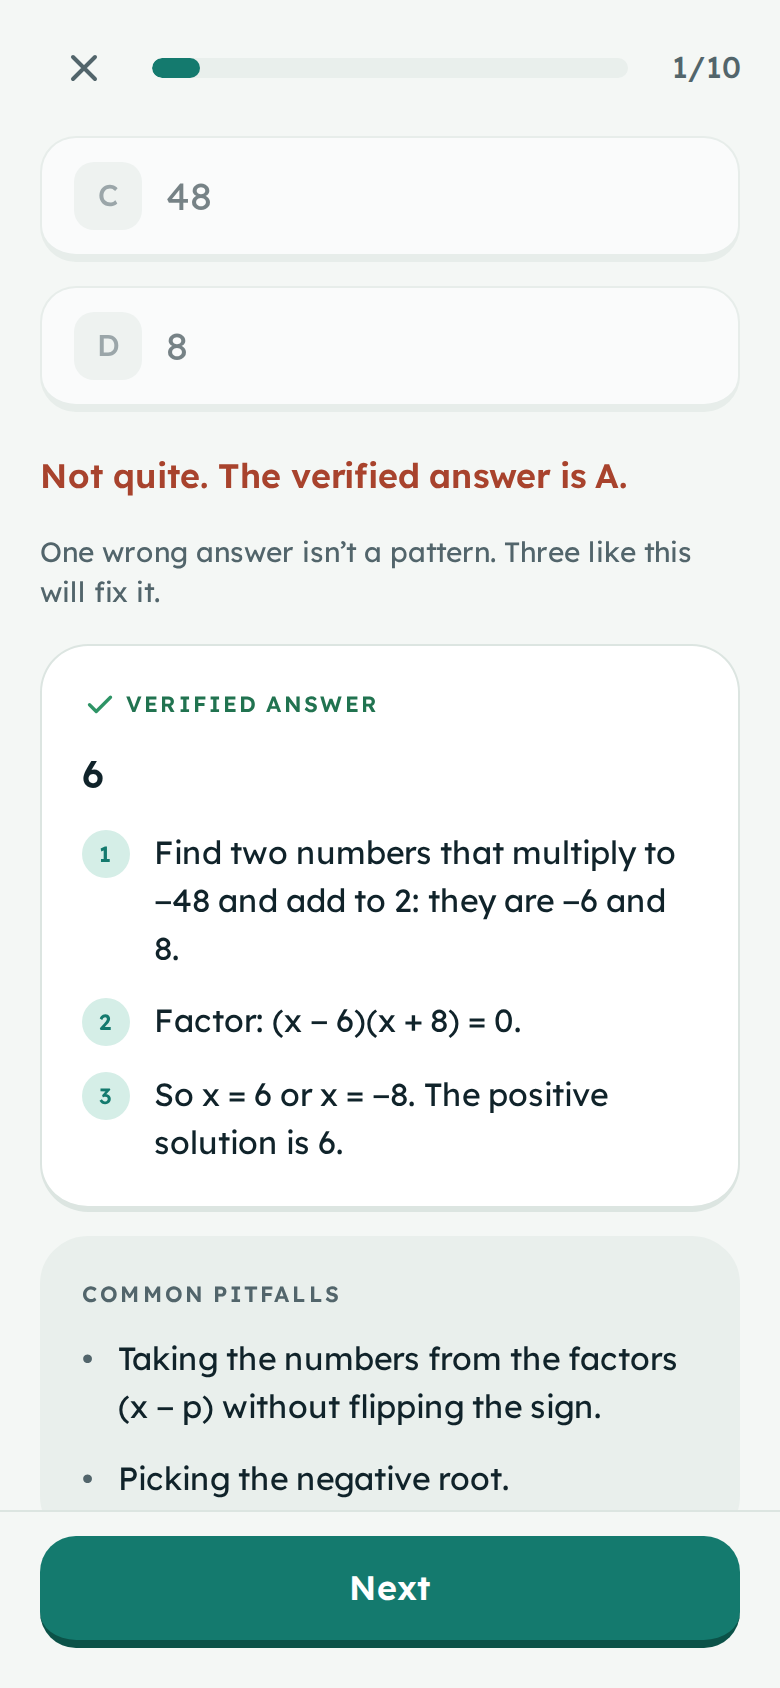 1/10
C 48
D 8
Not quite. The verified answer is A.
One wrong answer isn’t a pattern. Three like this
will fix it.
VERIFIED ANSWER
6
1 Find two numbers that multiply to
−48 and add to 2: they are −6 and
8.
2 Factor: (x − 6)(x + 8) = 0.
3 So x = 6 or x = −8. The positive
solution is 6.
COMMON PITFALLS
• Taking the numbers from the factors
(x − p) without flipping the sign.
• Picking the negative root.
Next